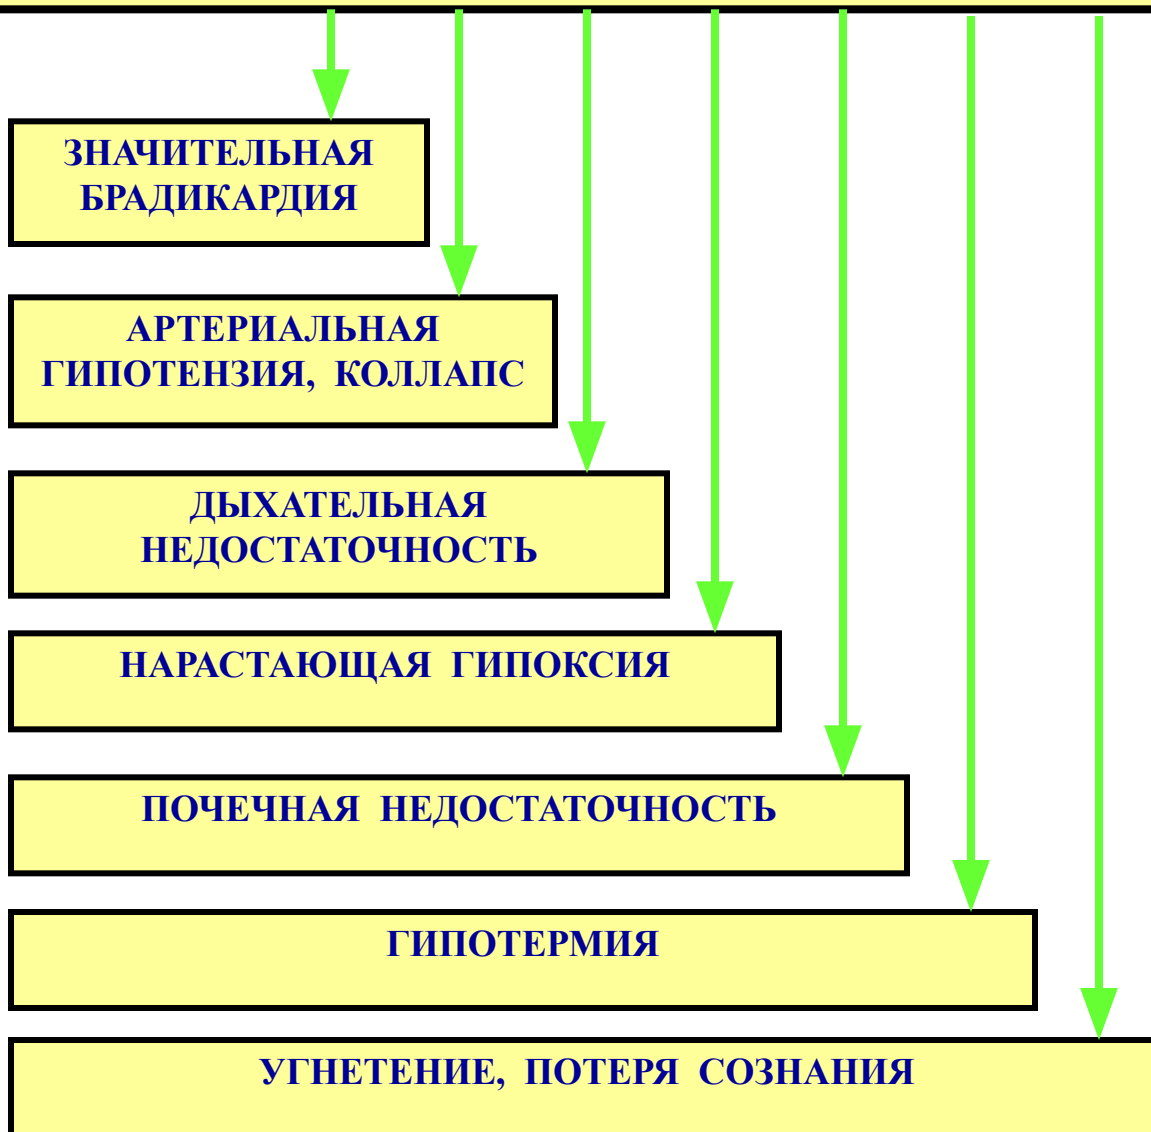 ЗНАЧИТЕЛЬНАЯ
БРАДИКАРДИЯ
АРТЕРИАЛЬНАЯ
ГИПОТЕНЗИЯ, КОЛЛАПС
ДЫХАТЕЛЬНАЯ
НЕДОСТАТОЧНОСТЬ
НАРАСТАЮЩАЯ ГИПОКСИЯ
ПОЧЕЧНАЯ НЕДОСТАТОЧНОСТЬ
ГИПОТЕРМИЯ
УГНЕТЕНИЕ, ПОТЕРЯ СОЗНАНИЯ